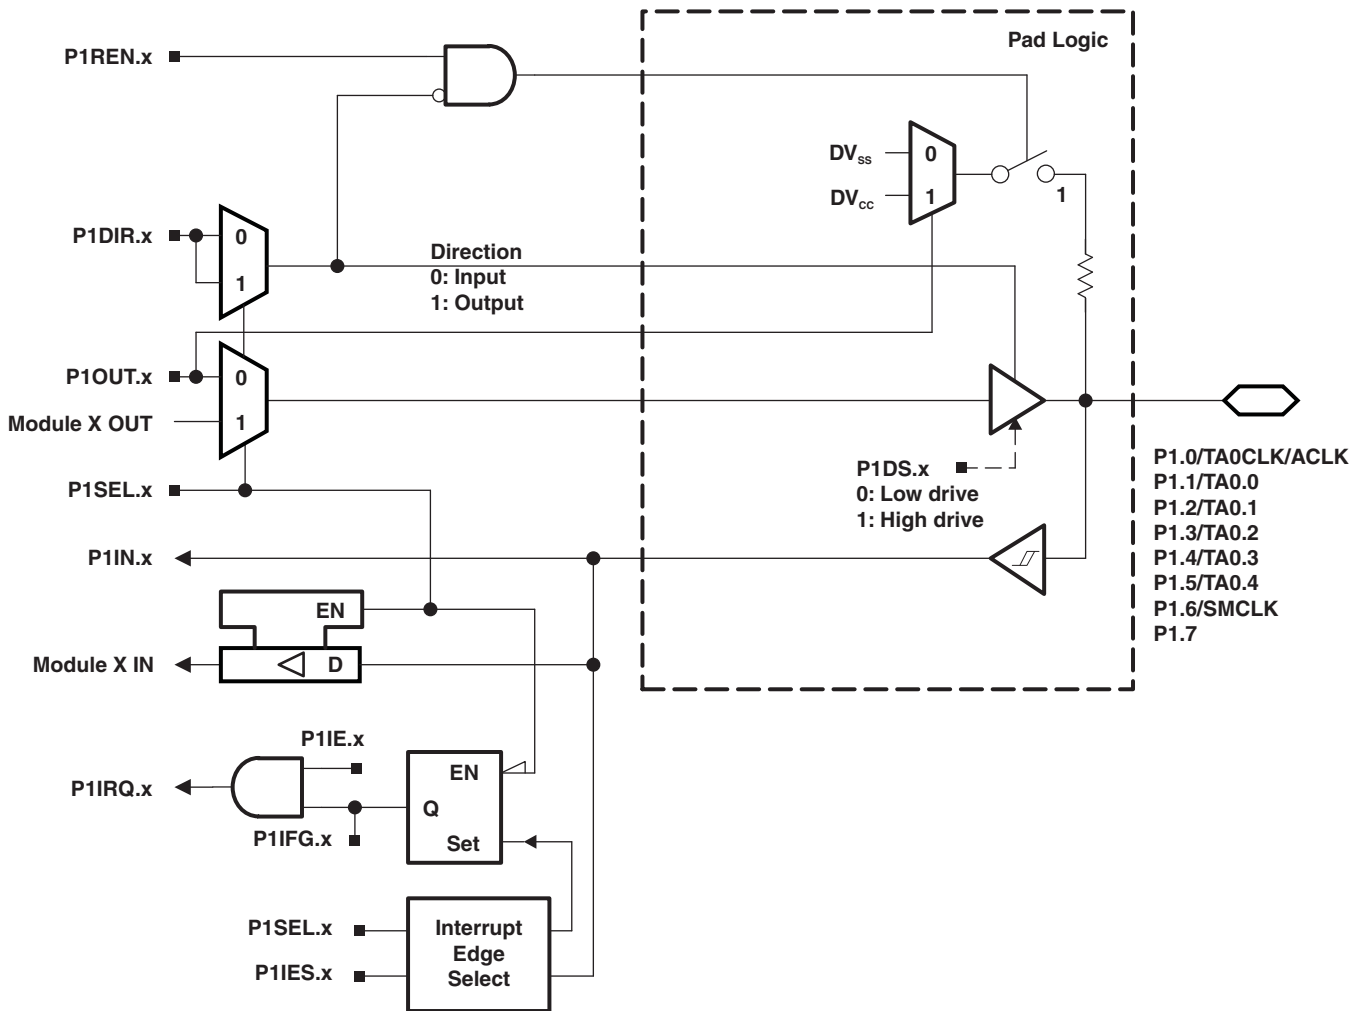 Pad Logic
P1REN.x
DVSS
0
DVCC
1
1
P1DIR.x
0
1
Direction
0: Input
1: Output
P1OUT.x
0
Module X OUT
1
P1SEL.x
P1DS.x
0: Low drive
1: High drive
P1.0/TA0CLK/ACLK
P1.1/TA0.0
P1.2/TA0.1
P1.3/TA0.2
P1.4/TA0.3
P1.5/TA0.4
P1.6/SMCLK
P1.7
P1IN.x
EN
Module X IN
D
P1IE.x
P1IRQ.x
EN
Q
P1IFG.x
Set
P1SEL.x
P1IES.x
Interrupt
Edge
Select